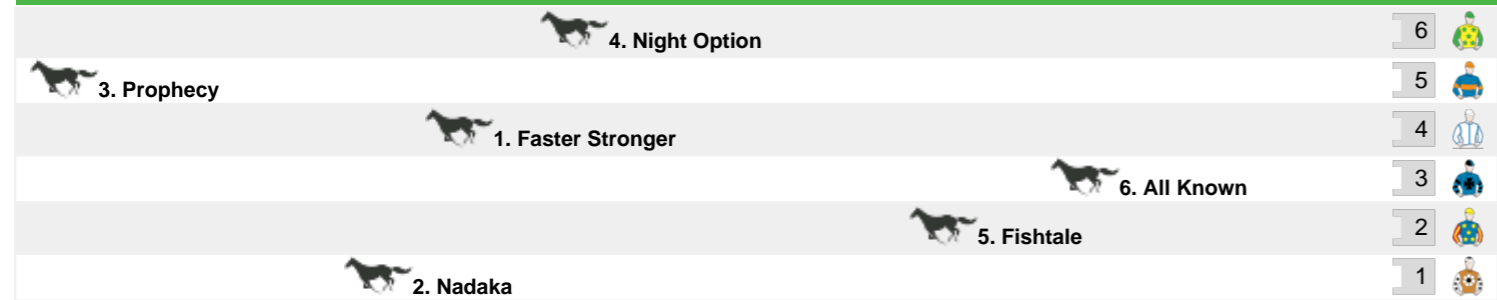 4. Night Option 6
3. Prophecy 5
1. Faster Stronger 4
6. All Known 3
5. Fishtale 2
2. Nadaka 1